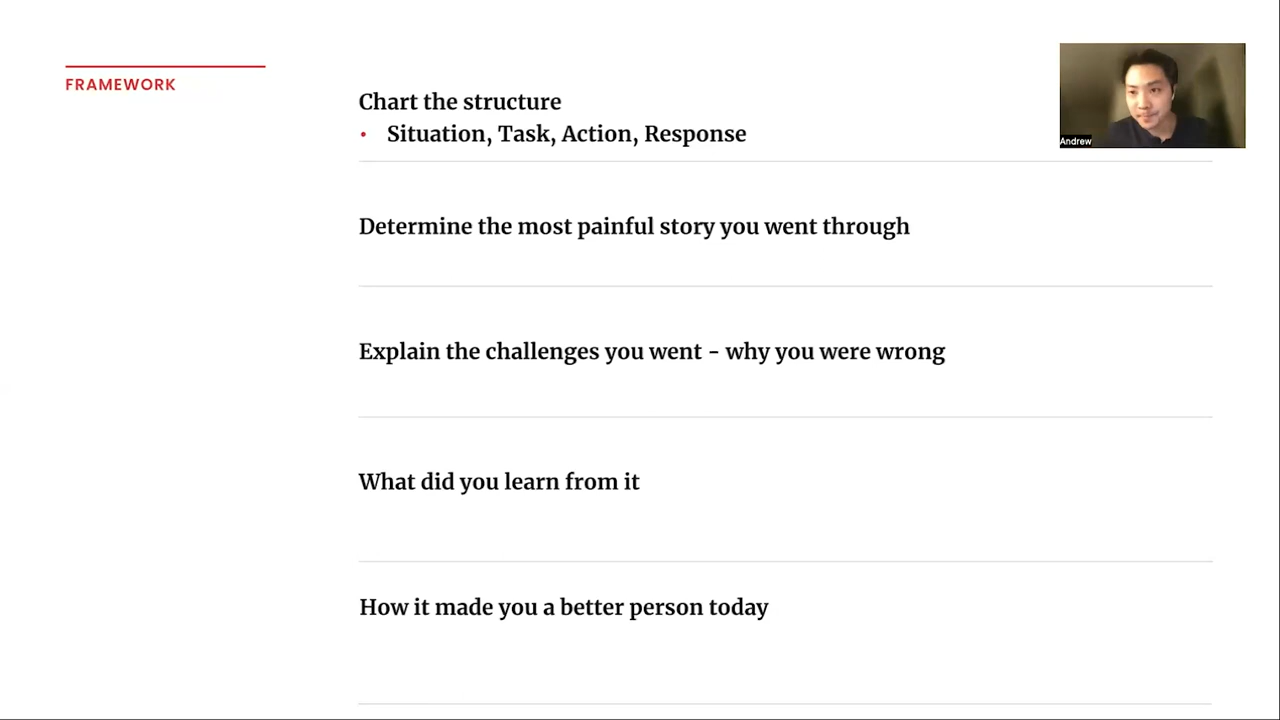 FRAMEWORK
Chart the structure
• Situation, Task, Action, Response
Andrew
Determine the most painful story you went through
Explain the challenges you went - why you were wrong
What did you learn from it
How it made you a better person today